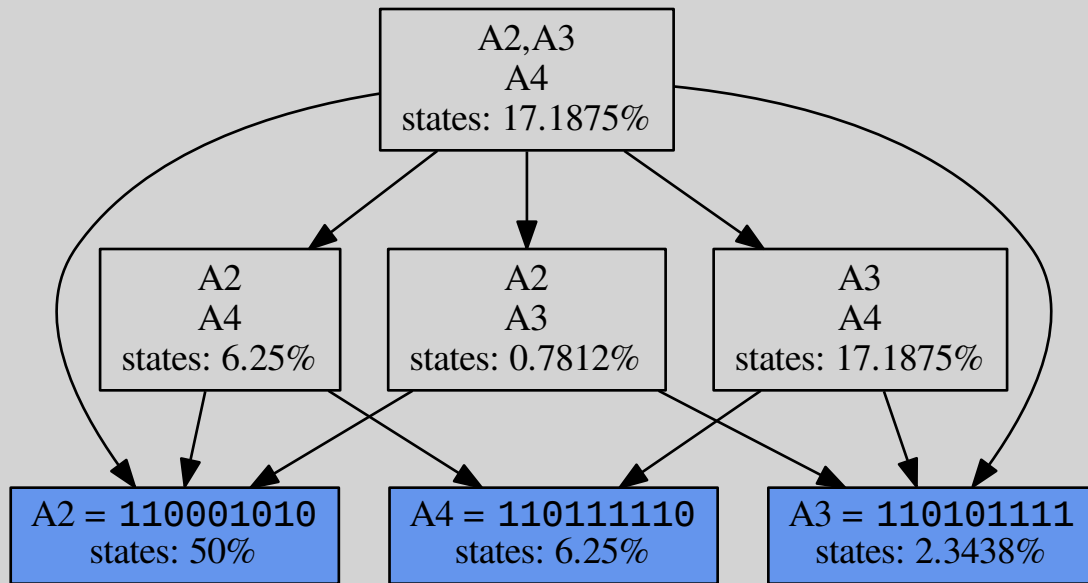 A2,A3
A4
states: 17.1875%
A2
A4
states: 6.25%
A2
A3
states: 0.7812%
A3
A4
states: 17.1875%
A2 = 110001010
states: 50%
A4 = 110111110
states: 6.25%
A3 = 110101111
states: 2.3438%